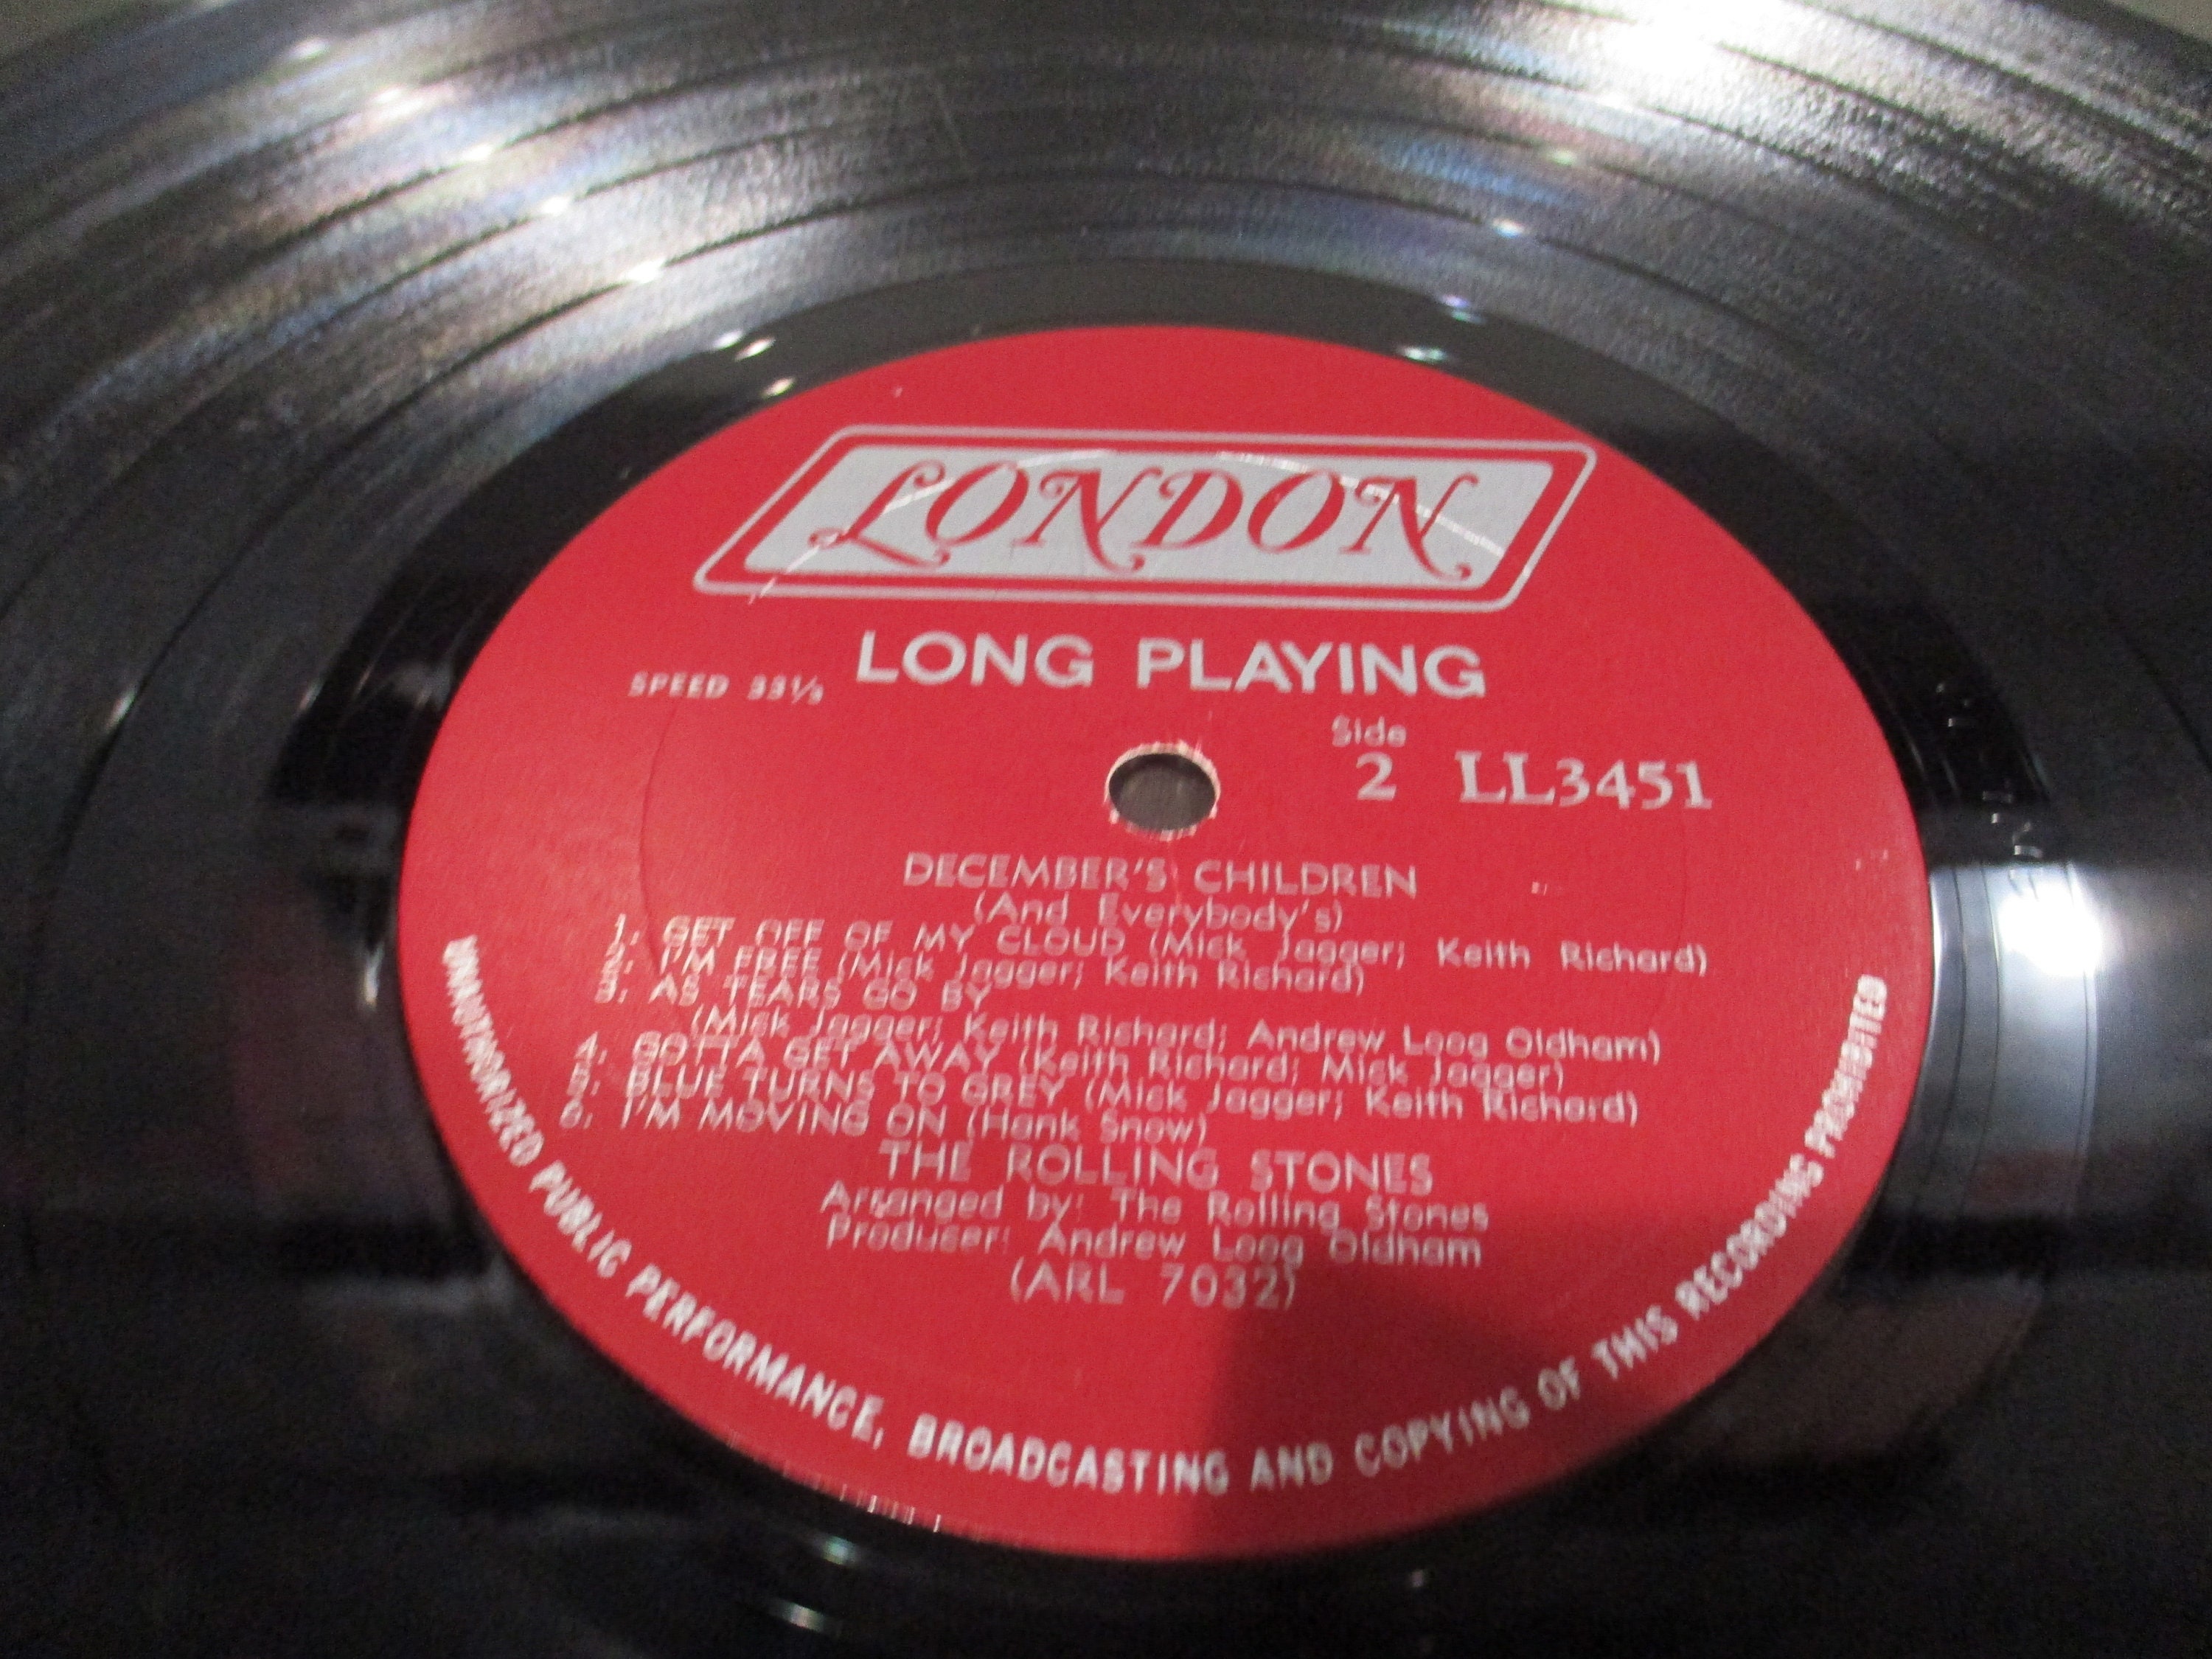 LONDON
LONG PLAYING
SPEED 33⅓
Side
2 LL3451
DECEMBER'S CHILDREN
(And Everybody's)
1. GET OFF OF MY CLOUD (Mick Jagger; Keith Richard)
2. I'M FREE (Mick Jagger; Keith Richard)
3. AS TEARS GO BY
(Mick Jagger; Keith Richard; Andrew Loog Oldham)
4. GOTTA GET AWAY (Keith Richard; Mick Jagger)
5. BLUE TURNS TO GREY (Mick Jagger; Keith Richard)
6. I'M MOVING ON (Hank Snow)
THE ROLLING STONES
Arranged by: The Rolling Stones
Producer: Andrew Loog Oldham
(ARL 7032)
UNAUTHORIZED PUBLIC PERFORMANCE, BROADCASTING AND COPYING OF THIS RECORDING PROHIBITED